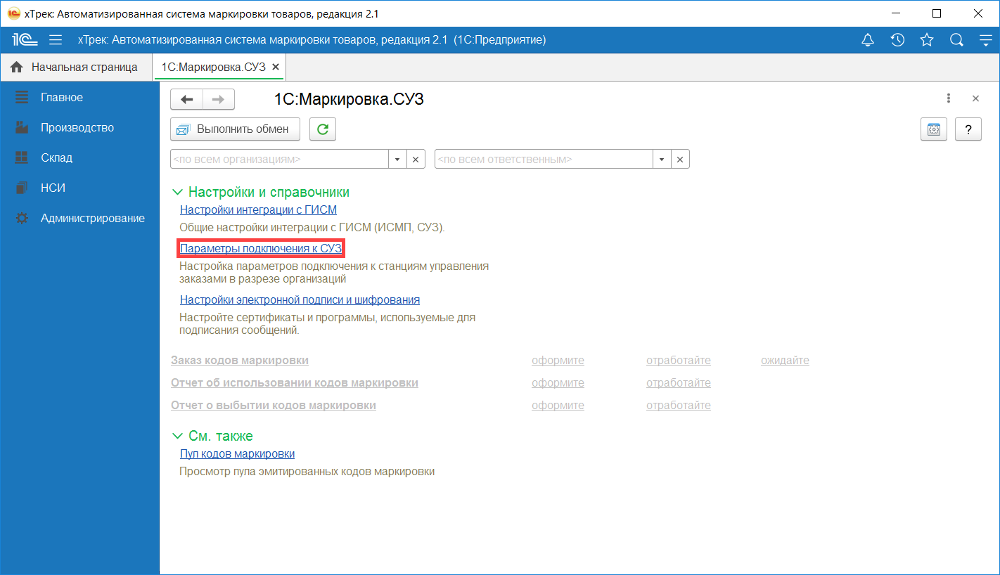 хТрек: Автоматизированная система маркировки товаров, редакция 2.1
1С хТрек: Автоматизированная система маркировки товаров, редакция 2.1 (1С:Предприятие)
Начальная страница 1С:Маркировка.СУЗ
Главное
Производство
Склад
НСИ
Администрирование
1С:Маркировка.СУЗ
Выполнить обмен ?
<по всем организациям> <по всем ответственным>
Настройки и справочники
Настройки интеграции с ГИСМ
Общие настройки интеграции с ГИСМ (ИСМП, СУЗ).
Параметры подключения к СУЗ
Настройка параметров подключения к станциям управления
заказами в разрезе организаций
Настройки электронной подписи и шифрования
Настройте сертификаты и программы, используемые для
подписания сообщений.
Заказ кодов маркировки оформите отработайте ожидайте
Отчет об использовании кодов маркировки оформите отработайте
Отчет о выбытии кодов маркировки оформите отработайте
См. также
Пул кодов маркировки
Просмотр пула эмитированных кодов маркировки